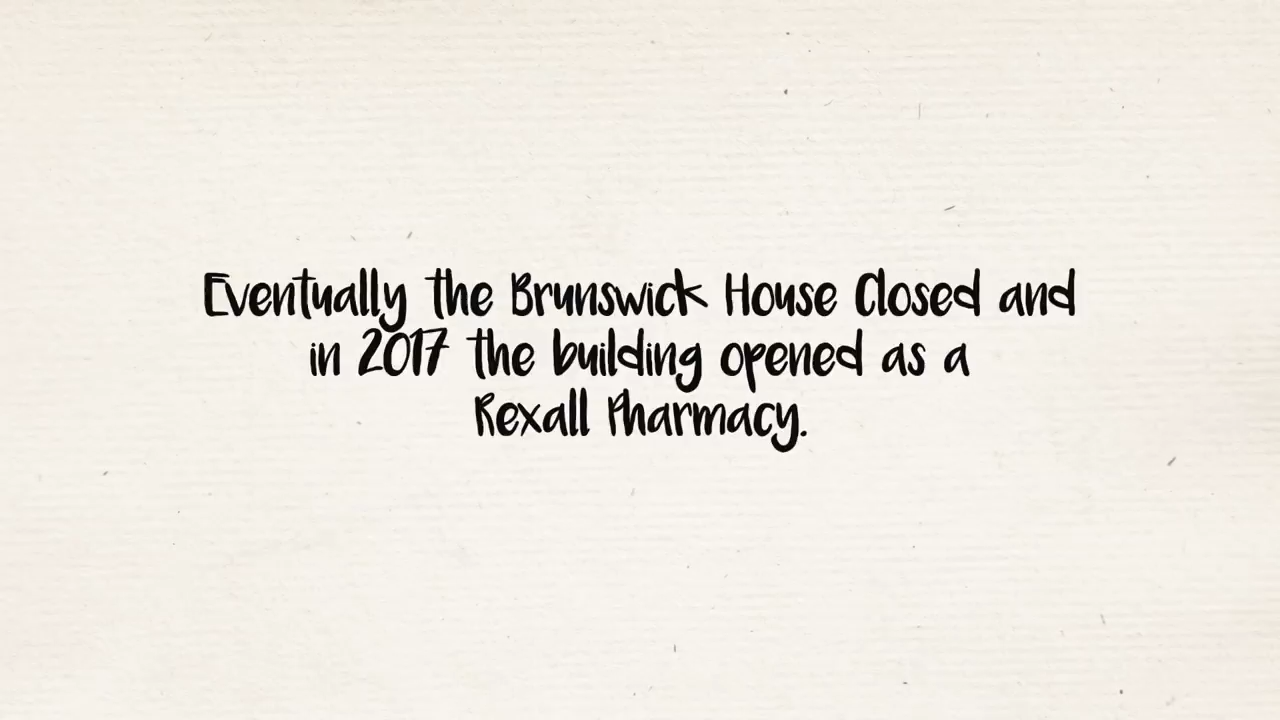 Eventually the Brunswick House Closed and
in 2017 the building opened as a
Rexall Pharmacy.